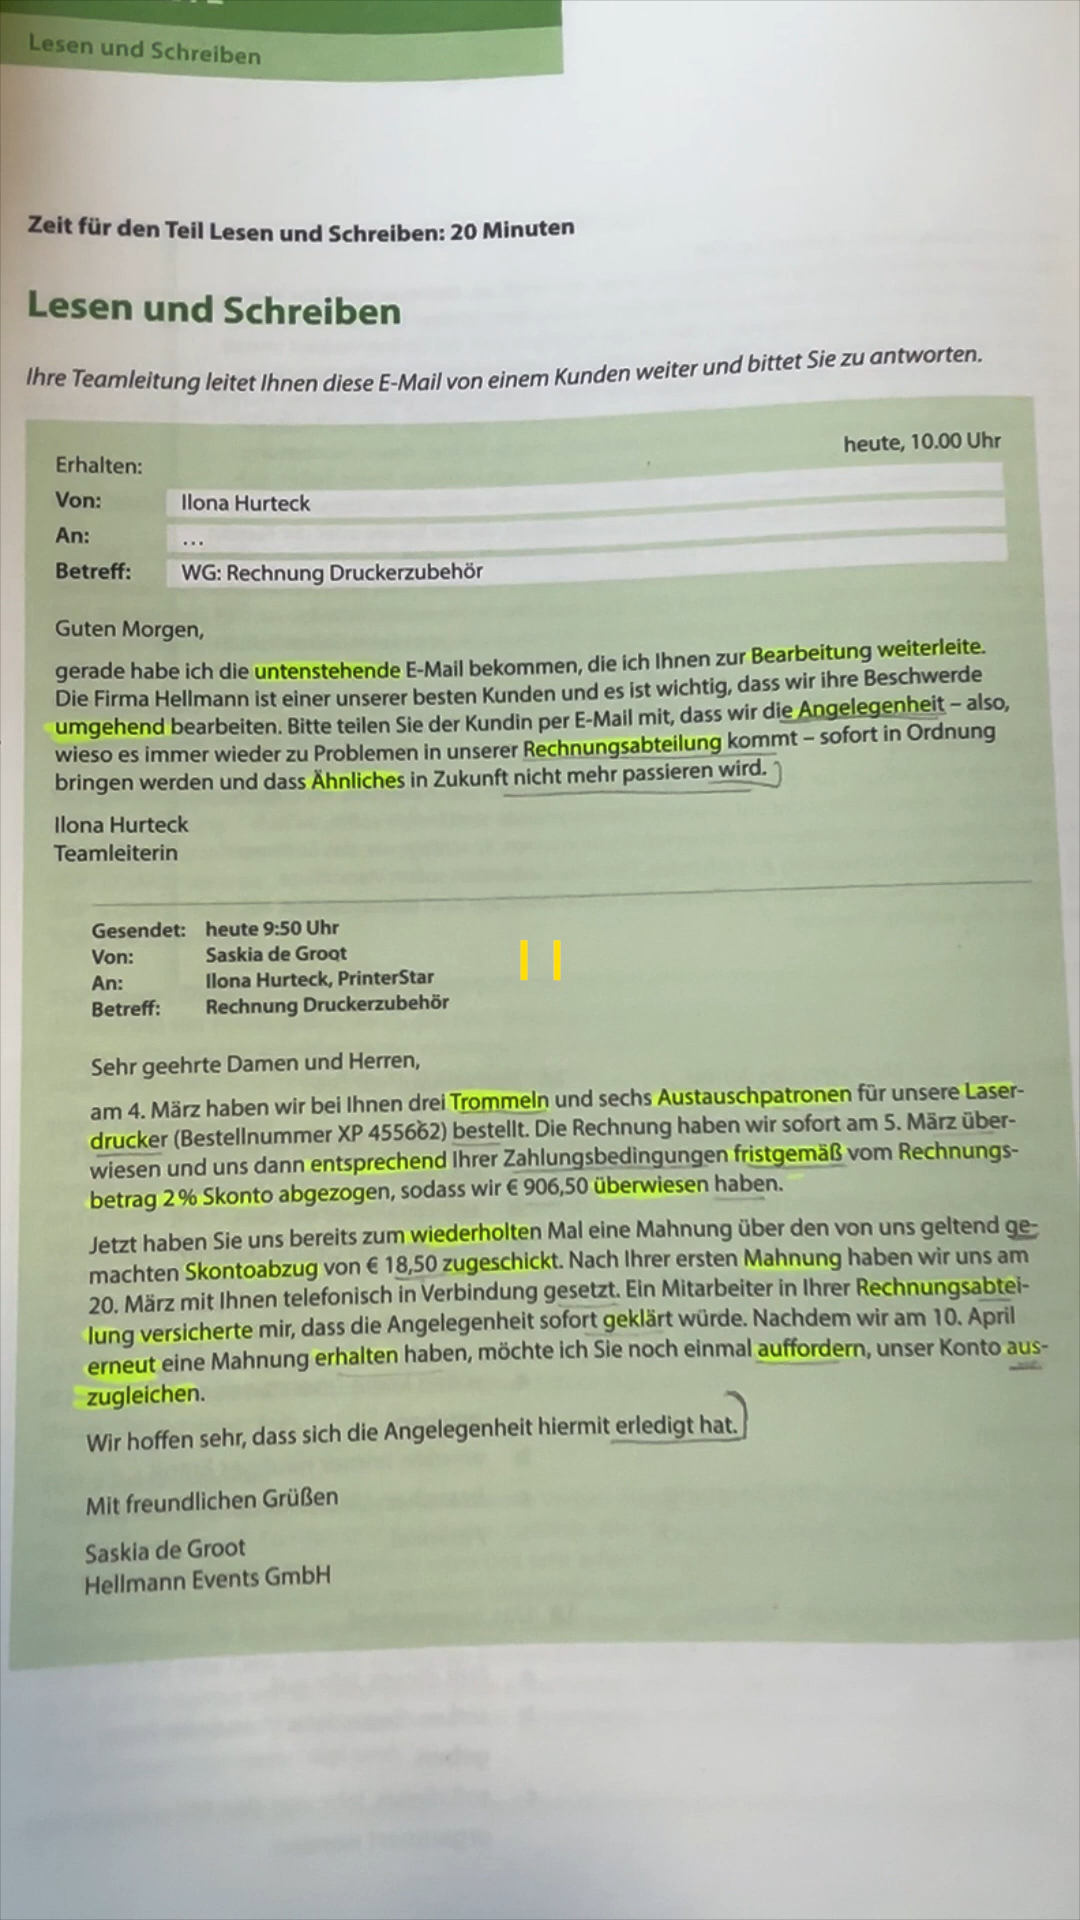 Lesen und Schreiben
Zeit für den Teil Lesen und Schreiben: 20 Minuten
Lesen und Schreiben
Ihre Teamleitung leitet Ihnen diese E-Mail von einem Kunden weiter und bittet Sie zu antworten.
Erhalten: heute, 10.00 Uhr
Von: Ilona Hurteck
An: ...
Betreff: WG: Rechnung Druckerzubehör
Guten Morgen,
gerade habe ich die untenstehende E-Mail bekommen, die ich Ihnen zur Bearbeitung weiterleite.
Die Firma Hellmann ist einer unserer besten Kunden und es ist wichtig, dass wir ihre Beschwerde
umgehend bearbeiten. Bitte teilen Sie der Kundin per E-Mail mit, dass wir die Angelegenheit – also,
wieso es immer wieder zu Problemen in unserer Rechnungsabteilung kommt – sofort in Ordnung
bringen werden und dass Ähnliches in Zukunft nicht mehr passieren wird.
Ilona Hurteck
Teamleiterin
Gesendet: heute 9:50 Uhr
Von: Saskia de Groot
An: Ilona Hurteck, PrinterStar
Betreff: Rechnung Druckerzubehör
Sehr geehrte Damen und Herren,
am 4. März haben wir bei Ihnen drei Trommeln und sechs Austauschpatronen für unsere Laser-
drucker (Bestellnummer XP 455662) bestellt. Die Rechnung haben wir sofort am 5. März über-
wiesen und uns dann entsprechend Ihrer Zahlungsbedingungen fristgemäß vom Rechnungs-
betrag 2 % Skonto abgezogen, sodass wir € 906,50 überwiesen haben.
Jetzt haben Sie uns bereits zum wiederholten Mal eine Mahnung über den von uns geltend ge-
machten Skontoabzug von € 18,50 zugeschickt. Nach Ihrer ersten Mahnung haben wir uns am
20. März mit Ihnen telefonisch in Verbindung gesetzt. Ein Mitarbeiter in Ihrer Rechnungsabtei-
lung versicherte mir, dass die Angelegenheit sofort geklärt würde. Nachdem wir am 10. April
erneut eine Mahnung erhalten haben, möchte ich Sie noch einmal auffordern, unser Konto aus-
zugleichen.
Wir hoffen sehr, dass sich die Angelegenheit hiermit erledigt hat.
Mit freundlichen Grüßen
Saskia de Groot
Hellmann Events GmbH